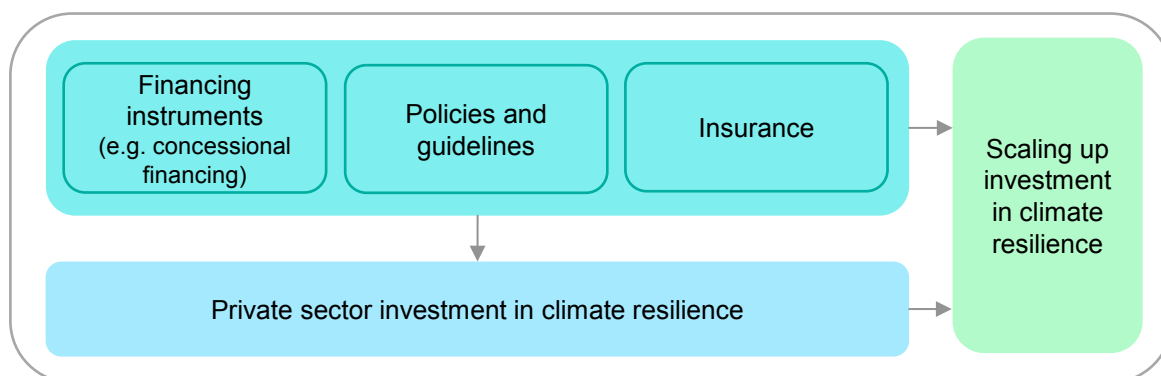 Financing
instruments
(e.g. concessional
financing)
Policies and
guidelines
Insurance
Scaling up
investment
in climate
resilience
Private sector investment in climate resilience